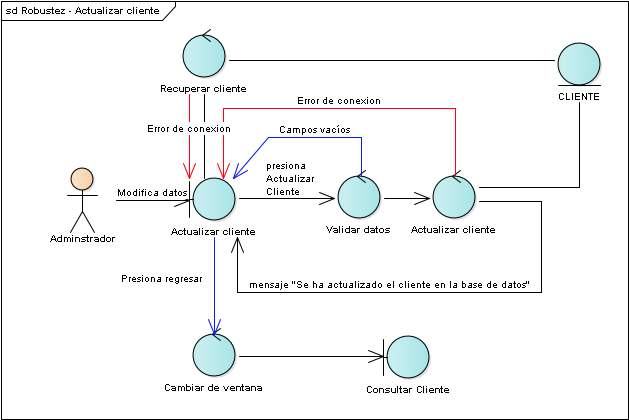 sd Robustez - Actualizar cliente
Recuperar cliente
CLIENTE
Error de conexion
Error de conexion
Campos vacíos
presiona
Actualizar
Cliente
Modifica datos
Adminstrador
Actualizar cliente
Validar datos
Actualizar cliente
Presiona regresar
mensaje "Se ha actualizado el cliente en la base de datos"
Cambiar de ventana
Consultar Cliente